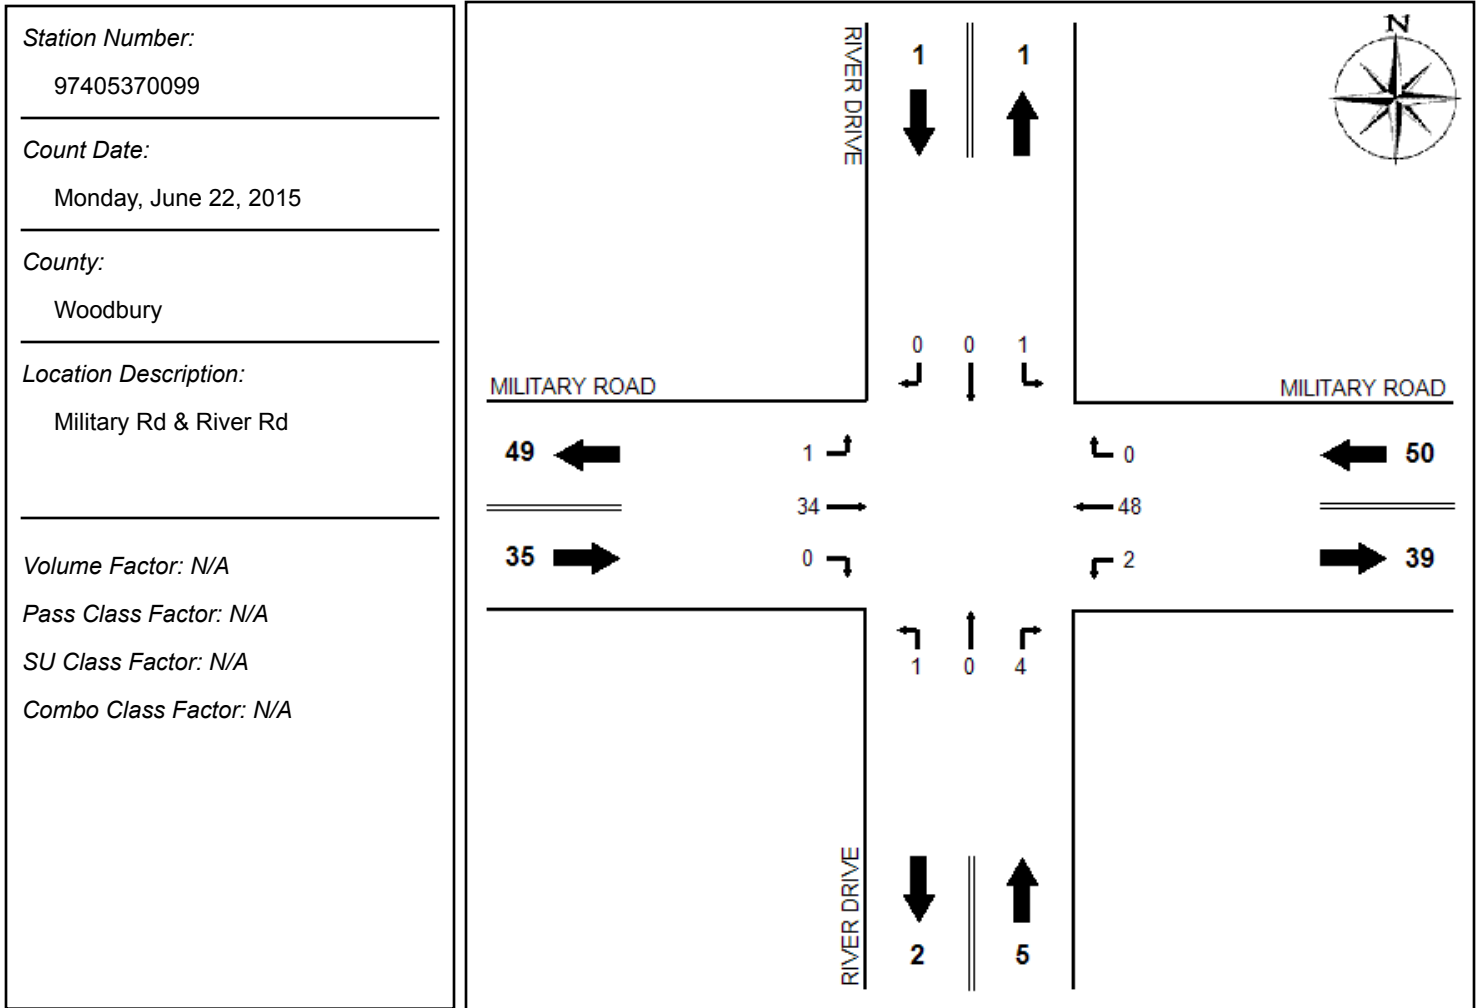 Station Number:
97405370099
Count Date:
Monday, June 22, 2015
County:
Woodbury
Location Description:
Military Rd & River Rd
Volume Factor: N/A
Pass Class Factor: N/A
SU Class Factor: N/A
Combo Class Factor: N/A
N
RIVER DRIVE
1 1
0 0 1
MILITARY ROAD
MILITARY ROAD
49 1 0 50
34 48
35 0 2 39
1 0 4
RIVER DRIVE
2 5